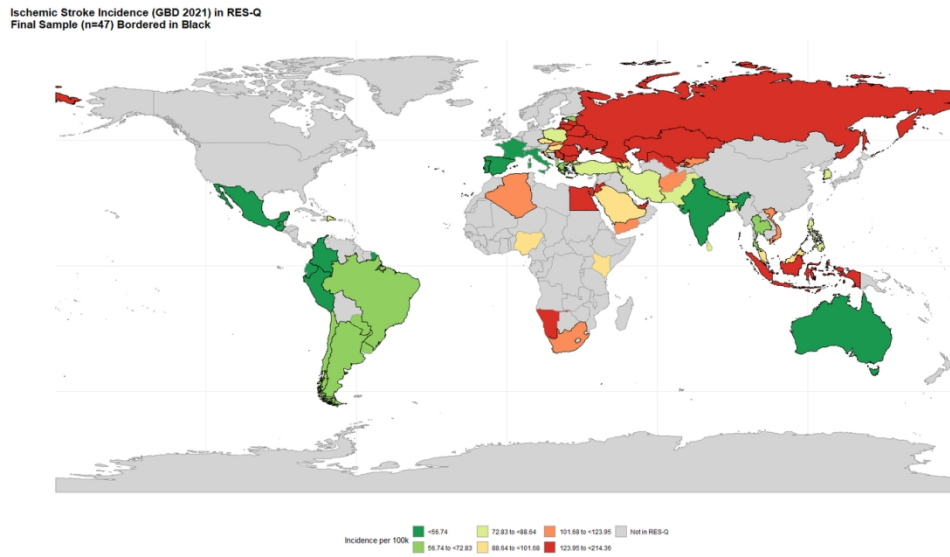 Ischemic Stroke Incidence (GBD 2021) in RES-Q
Final Sample (n=47) Bordered in Black
Incidence per 100k
<56.74
72.83 to <88.64
101.68 to <123.95
Not in RES-Q
56.74 to <72.83
88.64 to <101.68
123.95 to <214.36